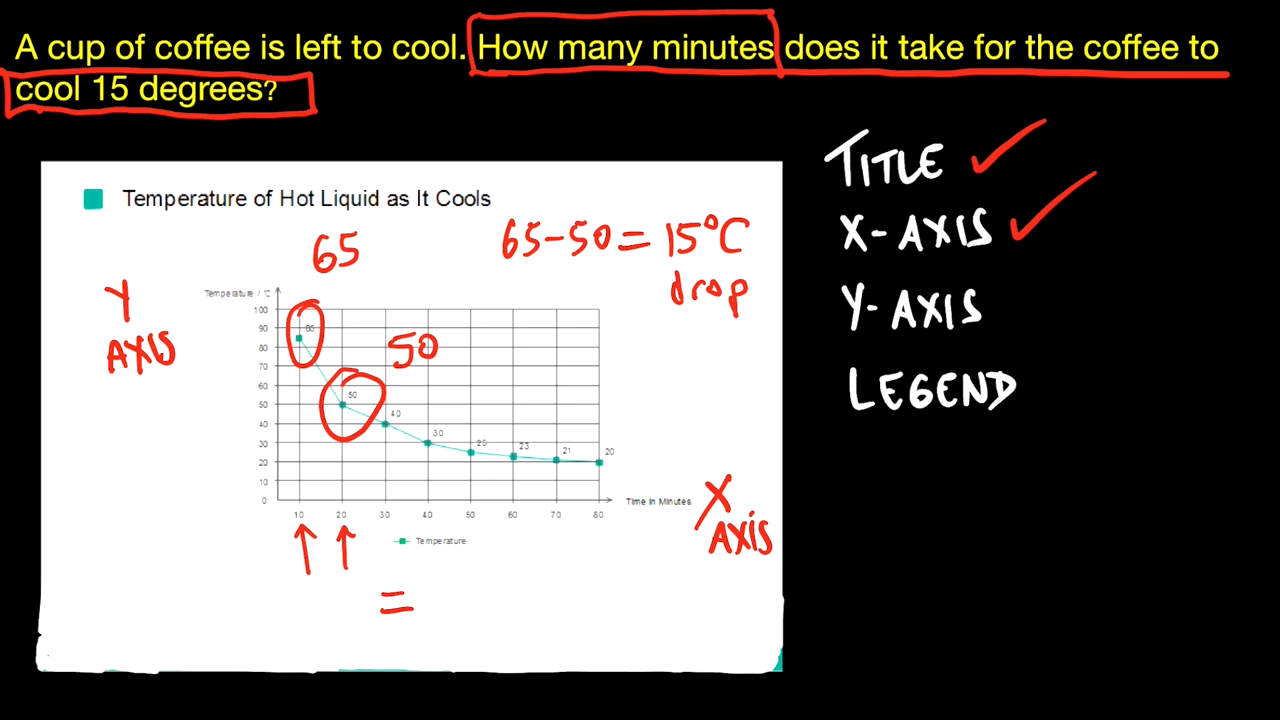 A cup of coffee is left to cool. How many minutes does it take for the coffee to
cool 15 degrees?
TITLE
X-AXIS
Y-AXIS
LEGEND
Temperature of Hot Liquid as It Cools
65
65-50=15°C
drop
Y
AXIS
50
Temperature / °C
100
90
80
70
60
50
40
30
20
10
0
50
40
30
25
23
21
20
10 20 30 40 50 60 70 80
Time in Minutes
Temperature
X
AXIS
=